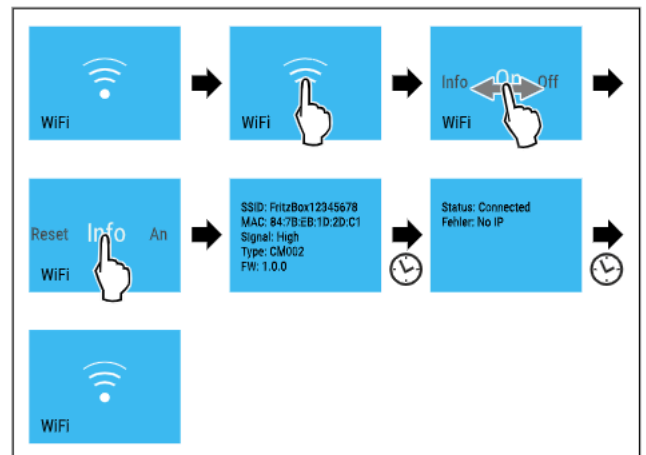 WiFi
WiFi
Info On Off
WiFi
Reset Info An
WiFi
SSID: FritzBox12345678
MAC: 84:7B:EB:1D:2D:C1
Signal: High
Type: CM002
FW: 1.0.0
Status: Connected
Fehler: No IP
WiFi